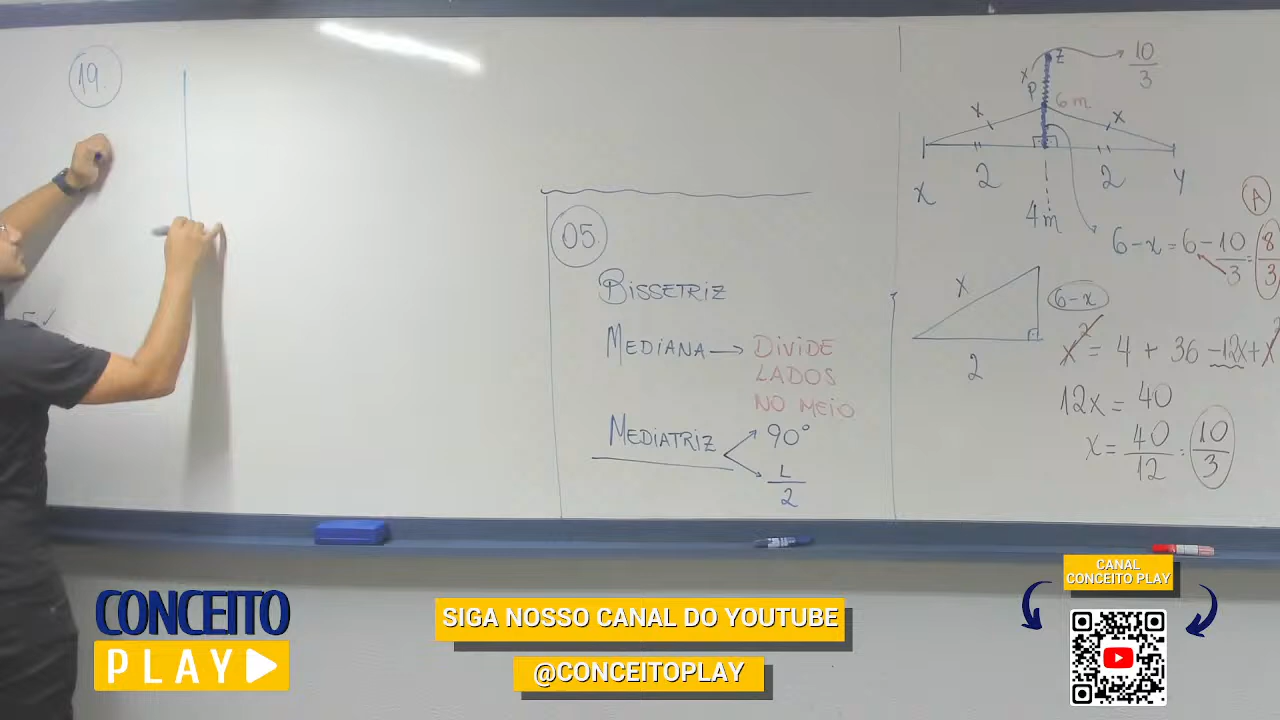 19.
05.
BISSETRIZ
MEDIANA → DIVIDE
LADOS
NO MEIO
MEDIATRIZ
90°
L/2
Z
10/3
x
P
6m
x
x
2
2
X
Y
4m
A
6-x = 6 - 10/3 = 8/3
x
6-x
2
x² = 4 + 36 - 12x + x²
12x = 40
x = 40/12 : 10/3
CANAL
CONCEITO PLAY
CONCEITO
PLAY
SIGA NOSSO CANAL DO YOUTUBE
@CONCEITOPLAY